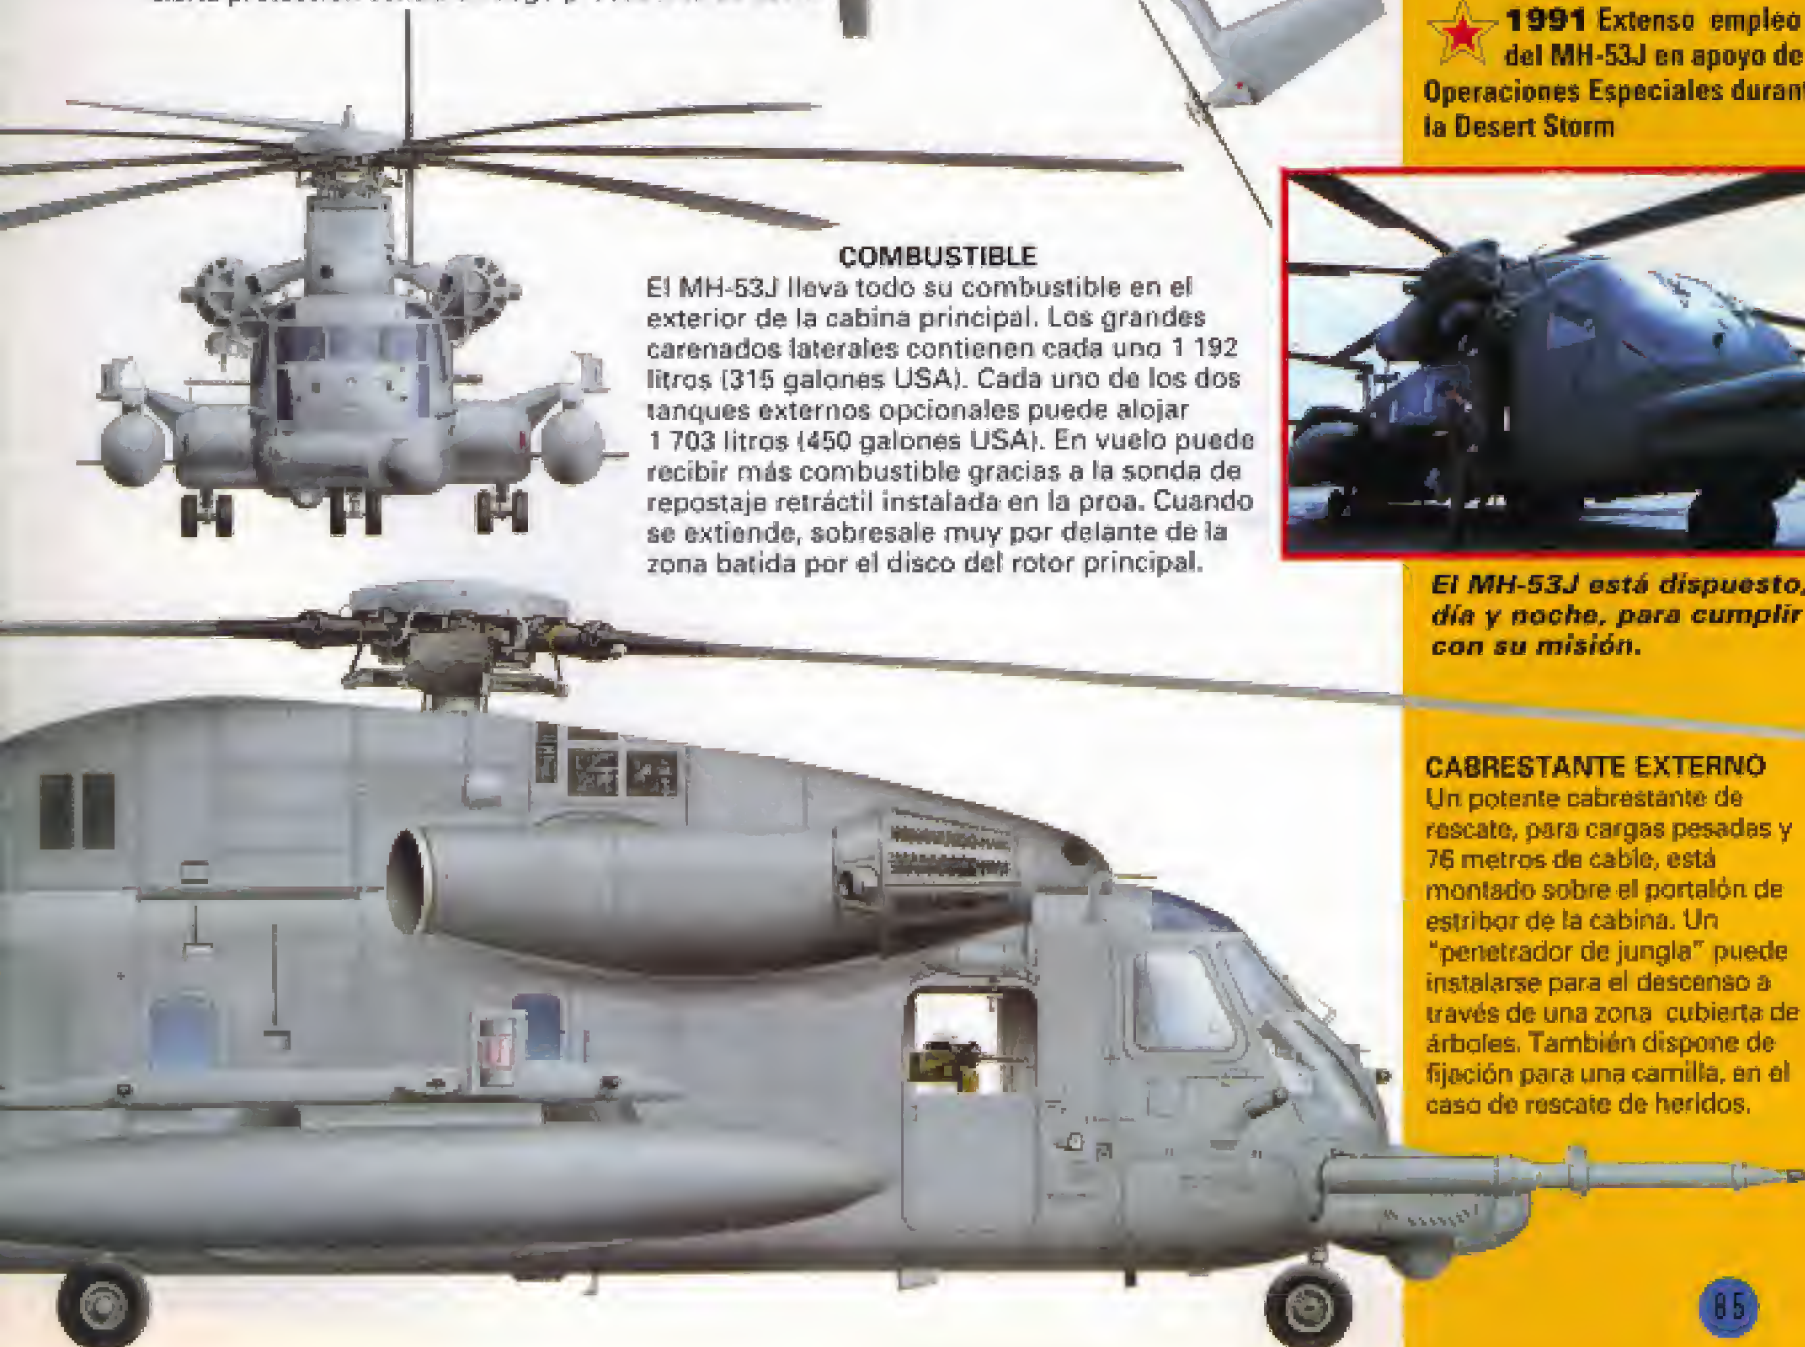 1991 Extenso empleo
del MH-53J en apoyo de
Operaciones Especiales durant
la Desert Storm
COMBUSTIBLE
El MH-53J lleva todo su combustible en el
exterior de la cabina principal. Los grandes
carenados laterales contienen cada uno 1 192
litros (315 galones USA). Cada uno de los dos
tanques externos opcionales puede alojar
1 703 litros (450 galones USA). En vuelo puede
recibir más combustible gracias a la sonda de
repostaje retráctil instalada en la proa. Cuando
se extiende, sobresale muy por delante de la
zona batida por el disco del rotor principal.
El MH-53J está dispuesto,
día y noche, para cumplir
con su misión.
CABRESTANTE EXTERNO
Un potente cabrestante de
rescate, para cargas pesadas y
76 metros de cable, está
montado sobre el portalón de
estribor de la cabina. Un
"penetrador de jungla" puede
instalarse para el descenso a
través de una zona cubierta de
árboles. También dispone de
fijación para una camilla, en el
caso de rescate de heridos.
85